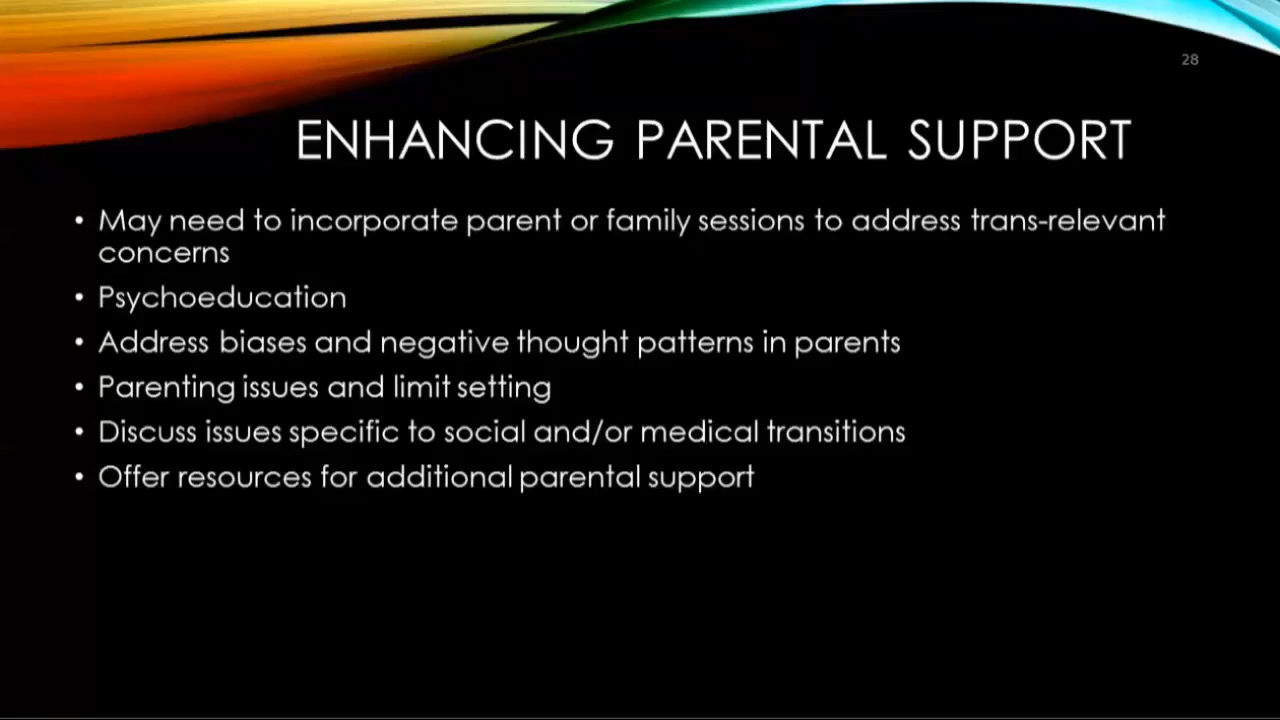 28
ENHANCING PARENTAL SUPPORT
• May need to incorporate parent or family sessions to address trans-relevant
concerns
• Psychoeducation
• Address biases and negative thought patterns in parents
• Parenting issues and limit setting
• Discuss issues specific to social and/or medical transitions
• Offer resources for additional parental support